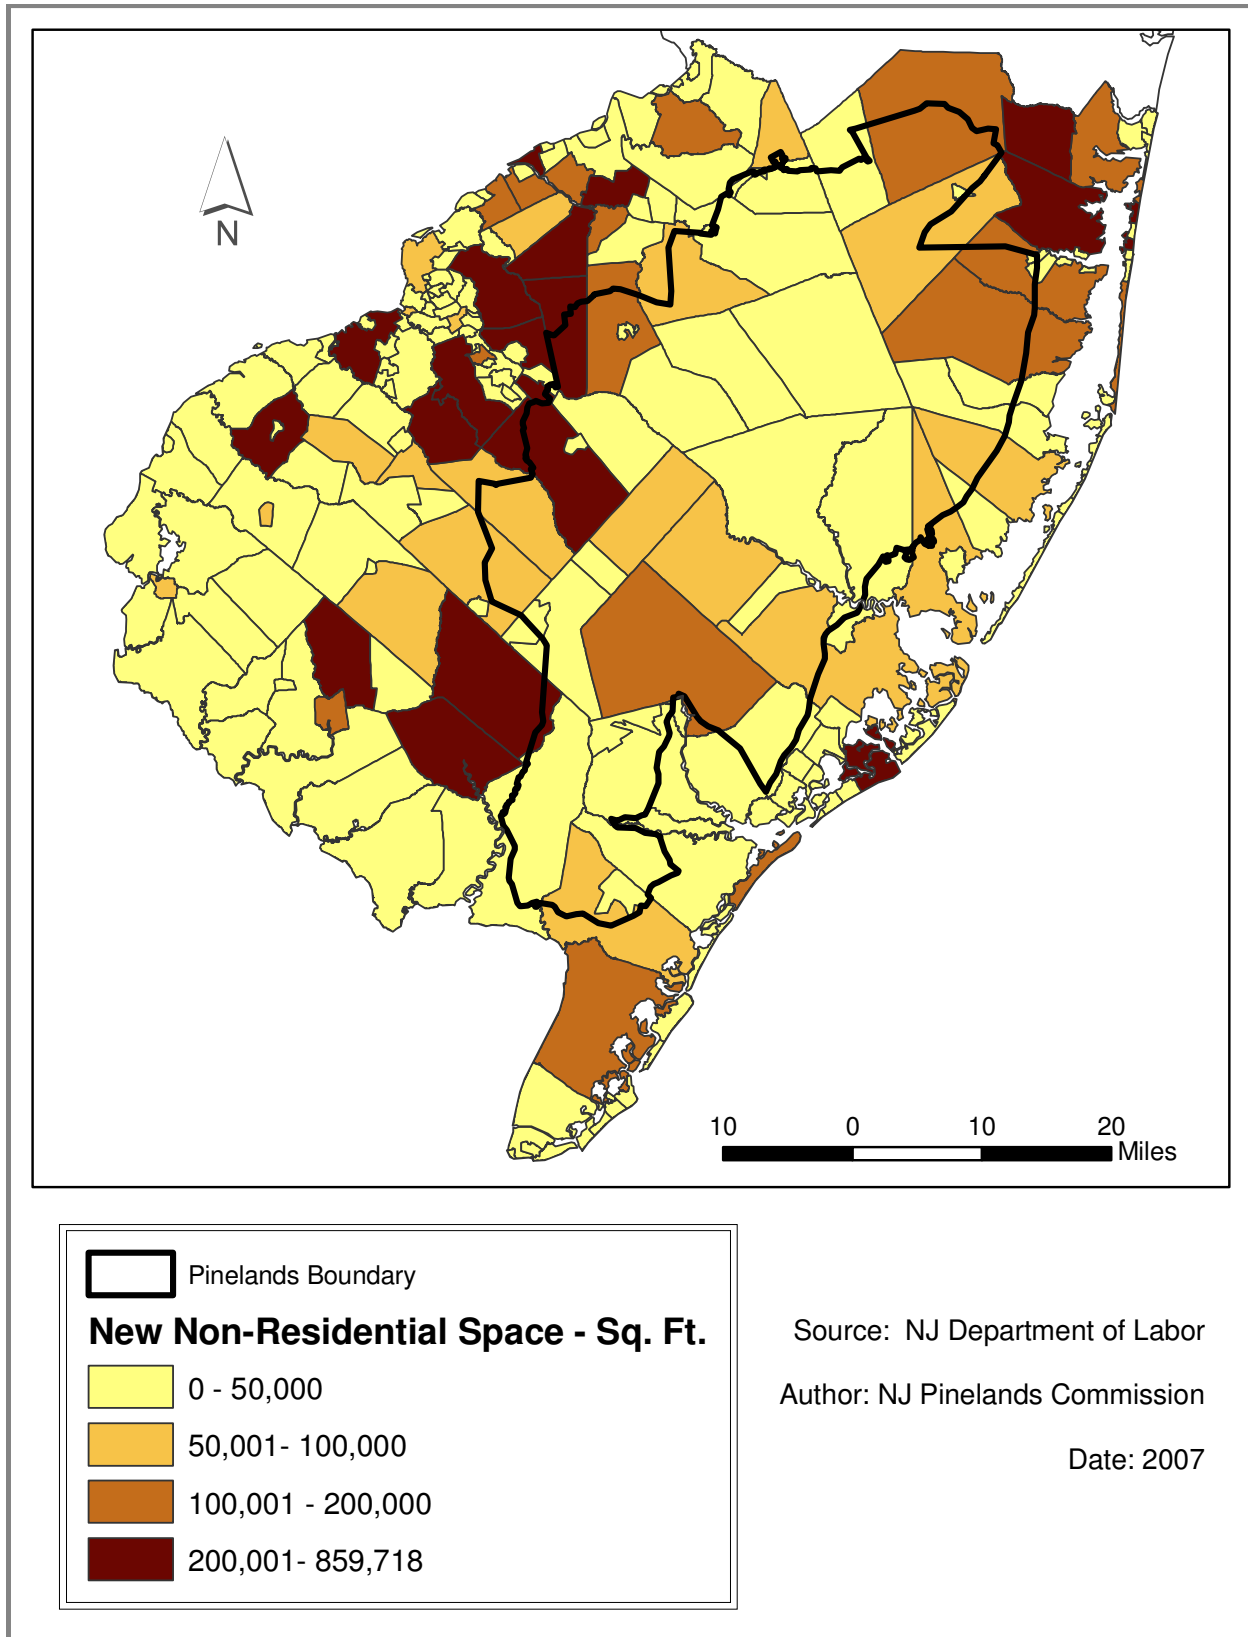 N
10 0 10 20
Miles
Pinelands Boundary
New Non-Residential Space - Sq. Ft.
0 - 50,000
50,001- 100,000
100,001 - 200,000
200,001- 859,718
Source: NJ Department of Labor
Author: NJ Pinelands Commission
Date: 2007